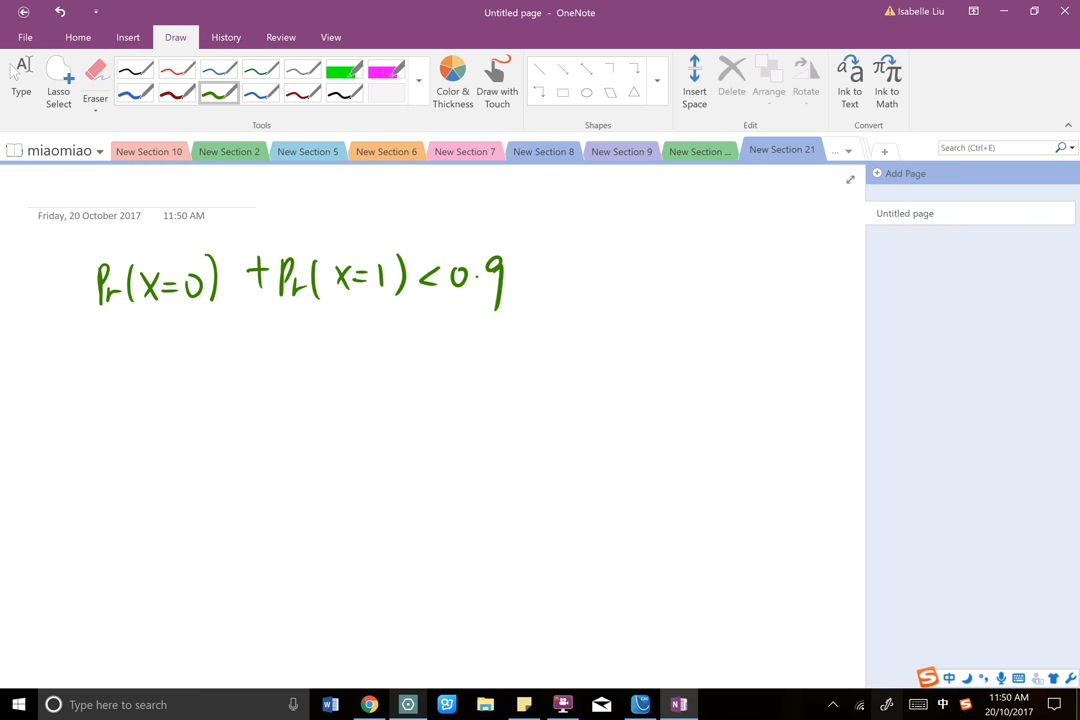 Untitled page - OneNote
Isabelle Liu
File Home Insert Draw History Review View
Type
Lasso Select
Eraser
Color & Thickness
Draw with Touch
Insert Space
Delete
Arrange
Rotate
Ink to Text
Ink to Math
Tools
Shapes
Edit
Convert
miaomiao
New Section 10
New Section 2
New Section 5
New Section 6
New Section 7
New Section 8
New Section 9
New Section ...
New Section 21
...
Search (Ctrl+E)
Add Page
Untitled page
Friday, 20 October 2017 11:50 AM
Pr(X=0) + Pr(X=1) < 0.9
中
Type here to search
中
11:50 AM
20/10/2017